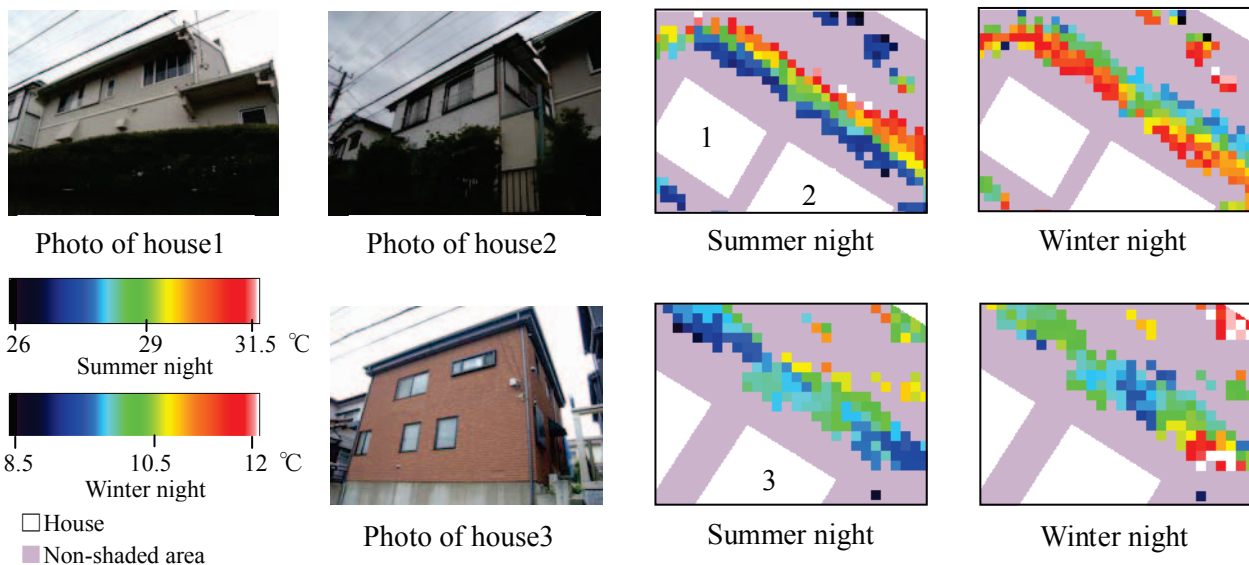 Photo of house1
Photo of house2
1
2
Summer night
Winter night
26 29 31.5 ℃
Summer night
8.5 10.5 12 ℃
Winter night
House
Non-shaded area
Photo of house3
3
Summer night
Winter night